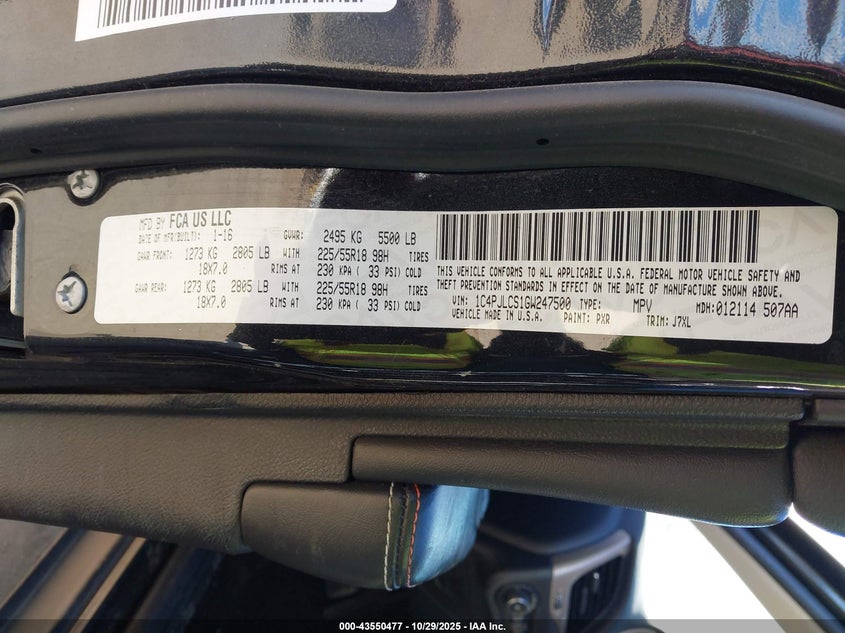 MFD BY FCA US LLC
DATE OF MFR(BUILT): 1-16 GVWR: 2495 KG 5500 LB
GAWR FRONT: 1273 KG 2805 LB WITH 225/55R18 98H TIRES
18X7.0 RIMS AT 230 KPA ( 33 PSI) COLD
GAWR REAR: 1273 KG 2805 LB WITH 225/55R18 98H TIRES
18X7.0 RIMS AT 230 KPA ( 33 PSI) COLD
THIS VEHICLE CONFORMS TO ALL APPLICABLE U.S.A. FEDERAL MOTOR VEHICLE SAFETY AND
THEFT PREVENTION STANDARDS IN EFFECT ON THE DATE OF MANUFACTURE SHOWN ABOVE.
VIN: 1C4PJLCS1GW247500 TYPE: MPV MDH: 012114 507AA
VEHICLE MADE IN U.S.A. PAINT: PXR TRIM: J7XL
000-43550477 - 10/29/2025 - IAA Inc.